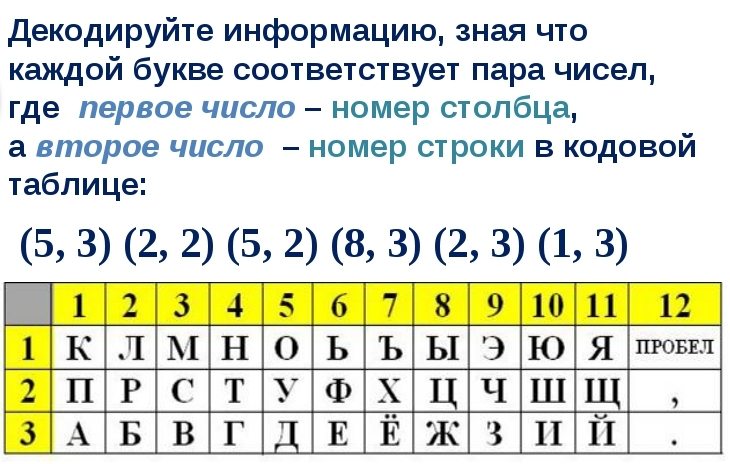 Декодируйте информацию, зная что
каждой букве соответствует пара чисел,
где первое число – номер столбца,
а второе число – номер строки в кодовой
таблице:
(5, 3) (2, 2) (5, 2) (8, 3) (2, 3) (1, 3)
1 2 3 4 5 6 7 8 9 10 11 12
1 К Л М Н О Ь Ъ Ы Э Ю Я ПРОБЕЛ
2 П Р С Т У Ф Х Ц Ч Ш Щ ,
3 А Б В Г Д Е Ё Ж З И Й .